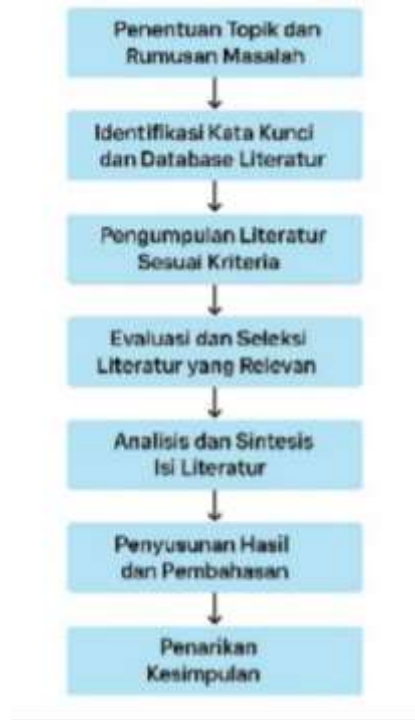 Penentuan Topik dan
Rumusan Masalah
Identifikasi Kata Kunci
dan Database Literatur
Pengumpulan Literatur
Sesuai Kriteria
Evaluasi dan Seleksi
Literatur yang Relevan
Analisis dan Sintesis
Isi Literatur
Penyusunan Hasil
dan Pembahasan
Penarikan
Kesimpulan